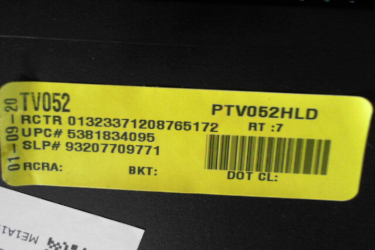 01-09-20
TV052 PTV052HLD
RCTR 01323371208765172 RT :7
UPC# 5381834095
SLP# 93207709771
RCRA: BKT: DOT CL: